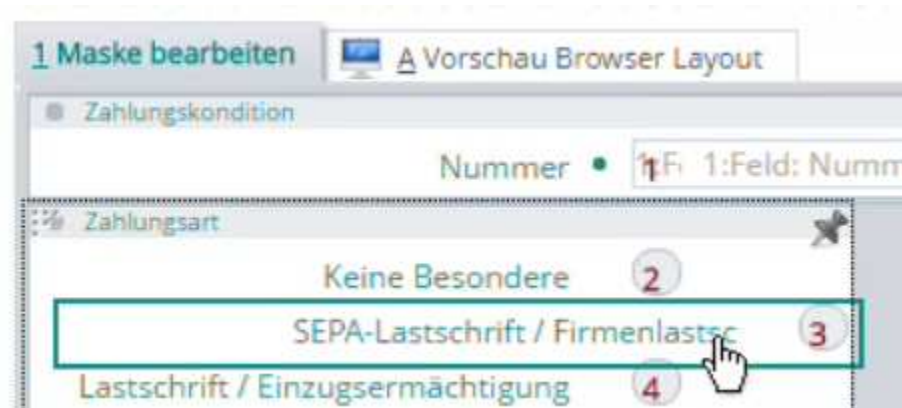 1 Maske bearbeiten A Vorschau Browser Layout
Zahlungskondition
Nummer 1 1:Feld: Numm
Zahlungsart
Keine Besondere 2
SEPA-Lastschrift / Firmenlastsc 3
Lastschrift / Einzugsermächtigung 4